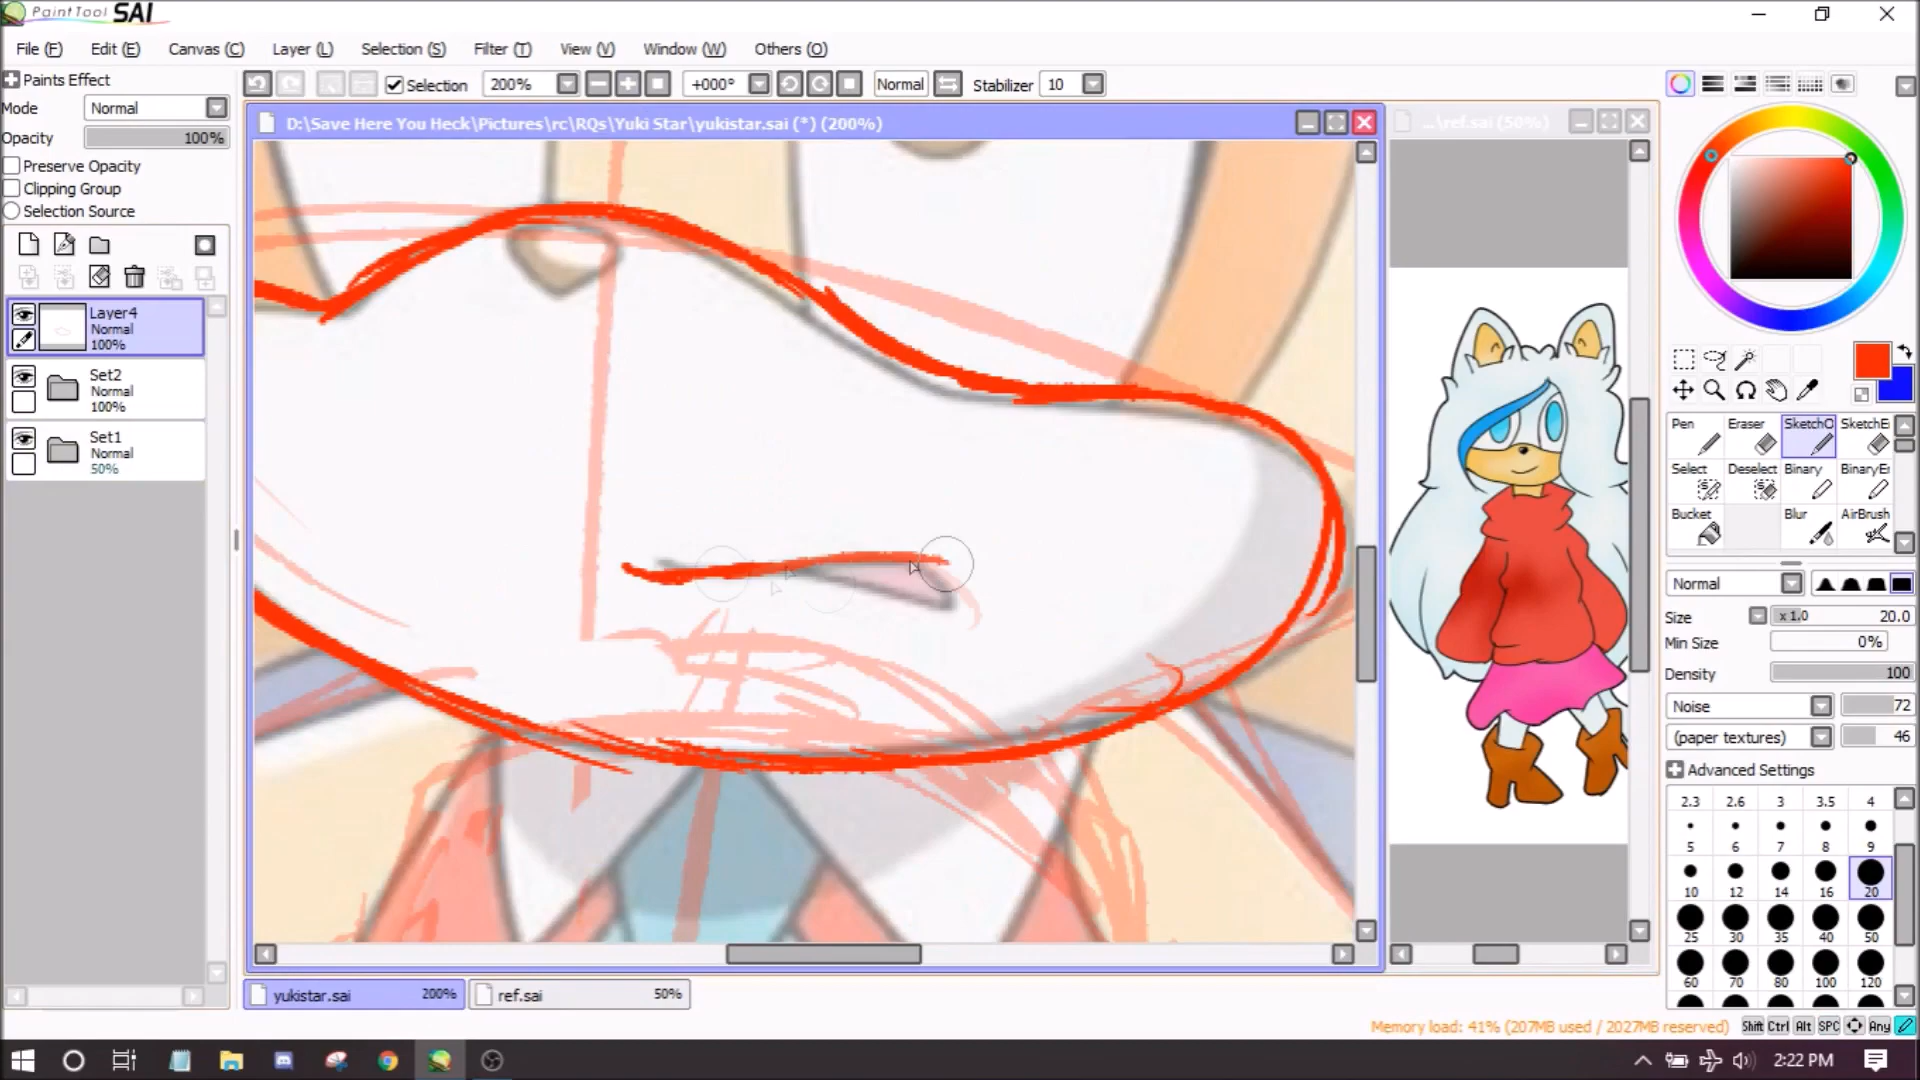 PaintTool SAI
File (F) Edit (E) Canvas (C) Layer (L) Selection (S) Filter (T) View (V) Window (W) Others (O)
Paints Effect
Selection 200% +000° Normal Stabilizer 10
Mode Normal
Opacity 100%
Preserve Opacity
Clipping Group
Selection Source
D:\Save Here You Heck\Pictures\rc\RQs\Yuki Star\yukistar.sai (*) (200%)
...\ref.sai (50%)
Layer4
Normal
100%
Set2
Normal
100%
Set1
Normal
50%
Pen Eraser SketchO SketchE
Select Deselect Binary BinaryEr
Bucket Blur AirBrush
Normal
Size x 1.0 20.0
Min Size 0%
Density 100
Noise 72
(paper textures) 46
Advanced Settings
2.3 2.6 3 3.5 4
5 6 7 8 9
10 12 14 16 20
25 30 35 40 50
60 70 80 100 120
yukistar.sai 200% ref.sai 50%
Memory load: 41% (207MB used / 2027MB reserved) Shift Ctrl Alt SPC Any
2:22 PM